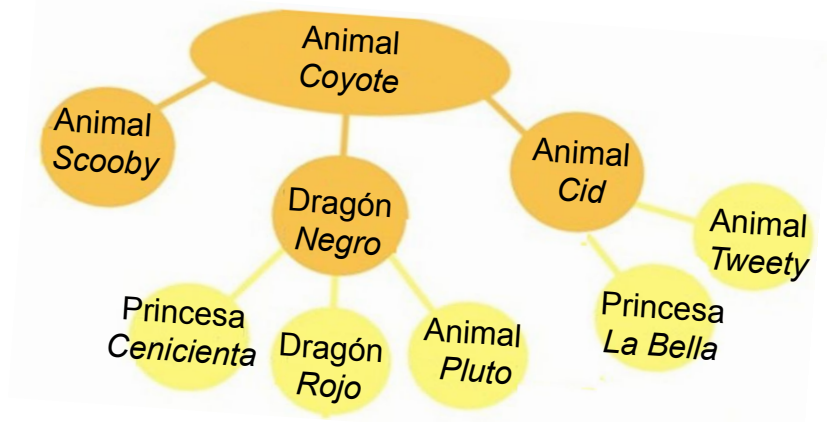 Animal
Coyote
Animal
Scooby
Dragón
Negro
Animal
Cid
Animal
Tweety
Princesa
Cenicienta
Dragón
Rojo
Animal
Pluto
Princesa
La Bella